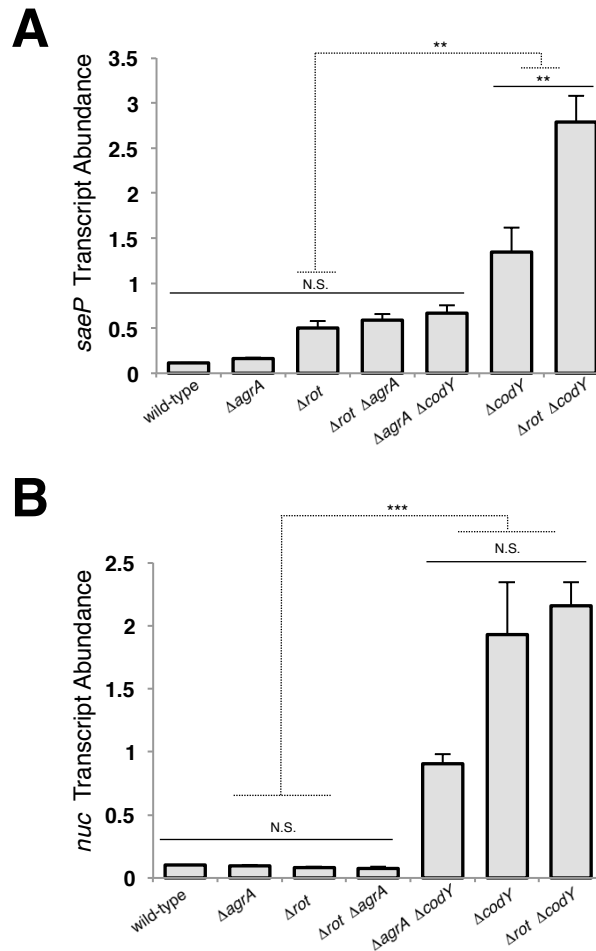 A
saeP Transcript Abundance
3.5
3
2.5
2
1.5
1
0.5
0
**
**
N.S.
wild-type
ΔagrA
Δrot
Δrot ΔagrA
ΔagrA ΔcodY
ΔcodY
Δrot ΔcodY
B
nuc Transcript Abundance
2.5
2
1.5
1
0.5
0
***
N.S.
N.S.
wild-type
ΔagrA
Δrot
Δrot ΔagrA
ΔagrA ΔcodY
ΔcodY
Δrot ΔcodY